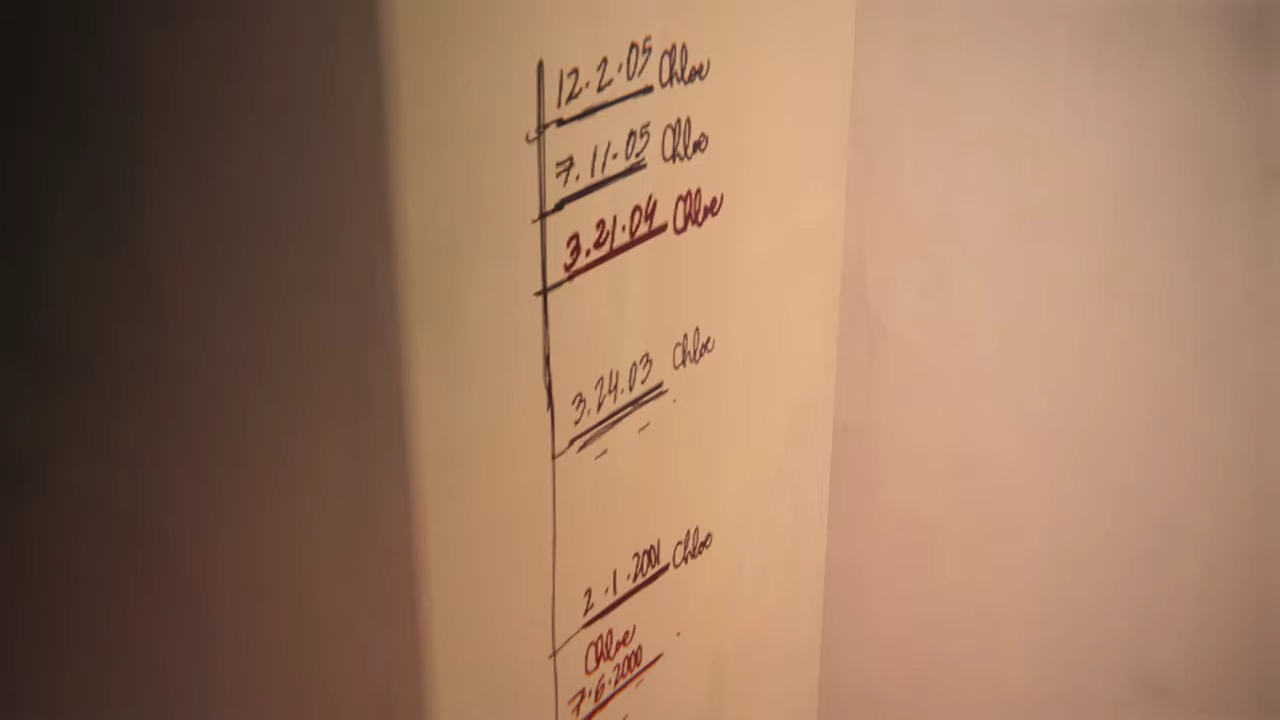 12.2.05 Chloe
7.11.05 Chloe
3.21.04 Chloe
3.24.03 Chloe
2.1.2001 Chloe
Chloe
7.6.2000